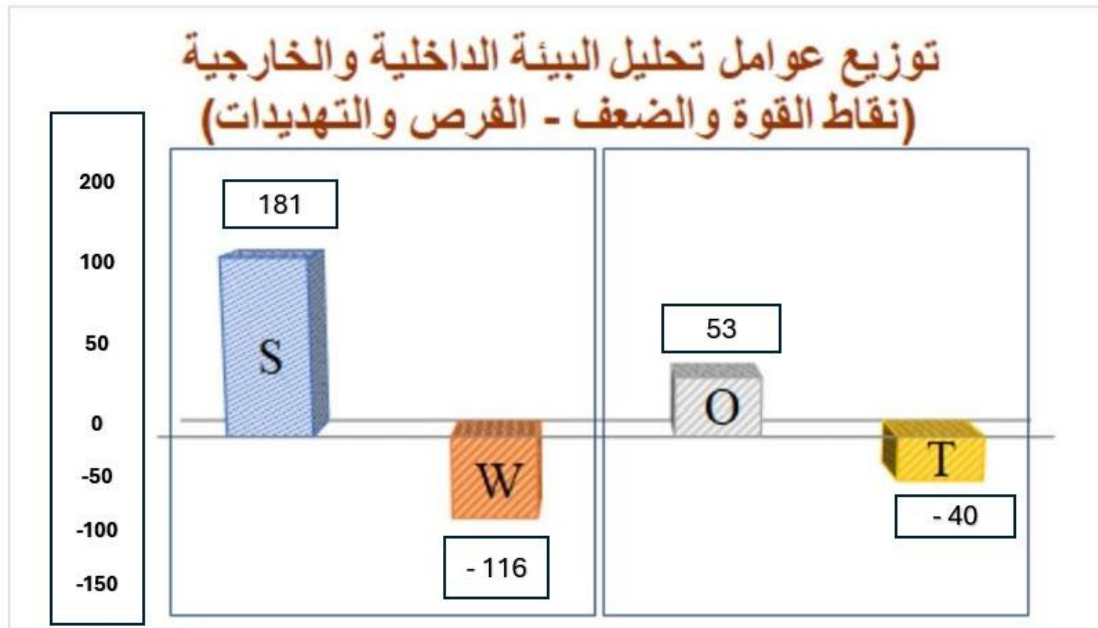 توزيع عوامل تحليل البيئة الداخلية والخارجية
(نقاط القوة والضعف - الفرص والتهديدات)
200
100
50
0
-50
-100
-150
181
S
W
- 116
53
O
T
- 40